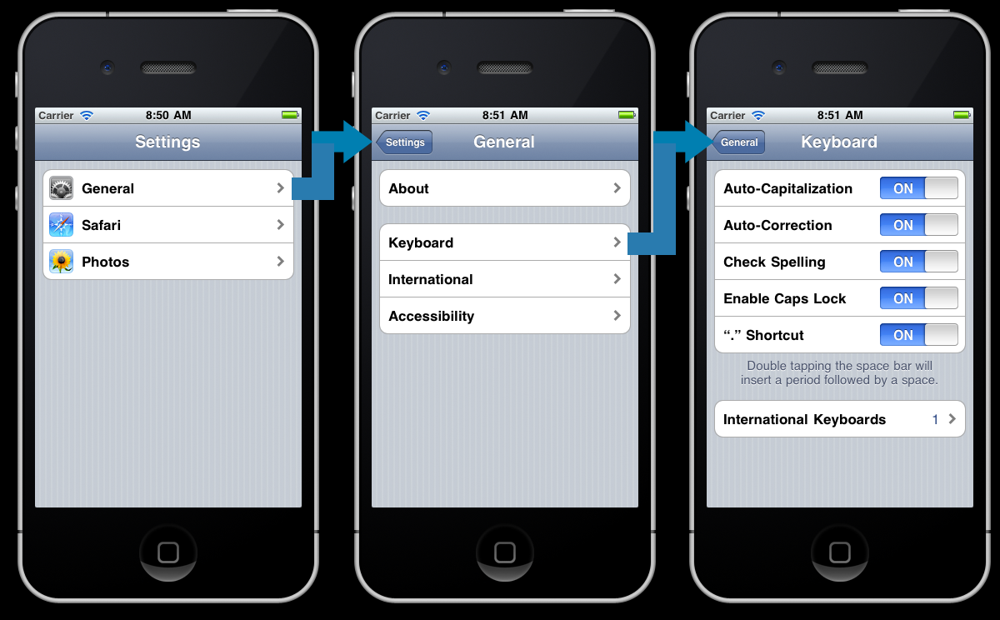 Carrier 8:50 AM
Settings
General
Safari
Photos
Carrier 8:51 AM
Settings General
About
Keyboard
International
Accessibility
Carrier 8:51 AM
General Keyboard
Auto-Capitalization ON
Auto-Correction ON
Check Spelling ON
Enable Caps Lock ON
“.” Shortcut ON
Double tapping the space bar will
insert a period followed by a space.
International Keyboards 1